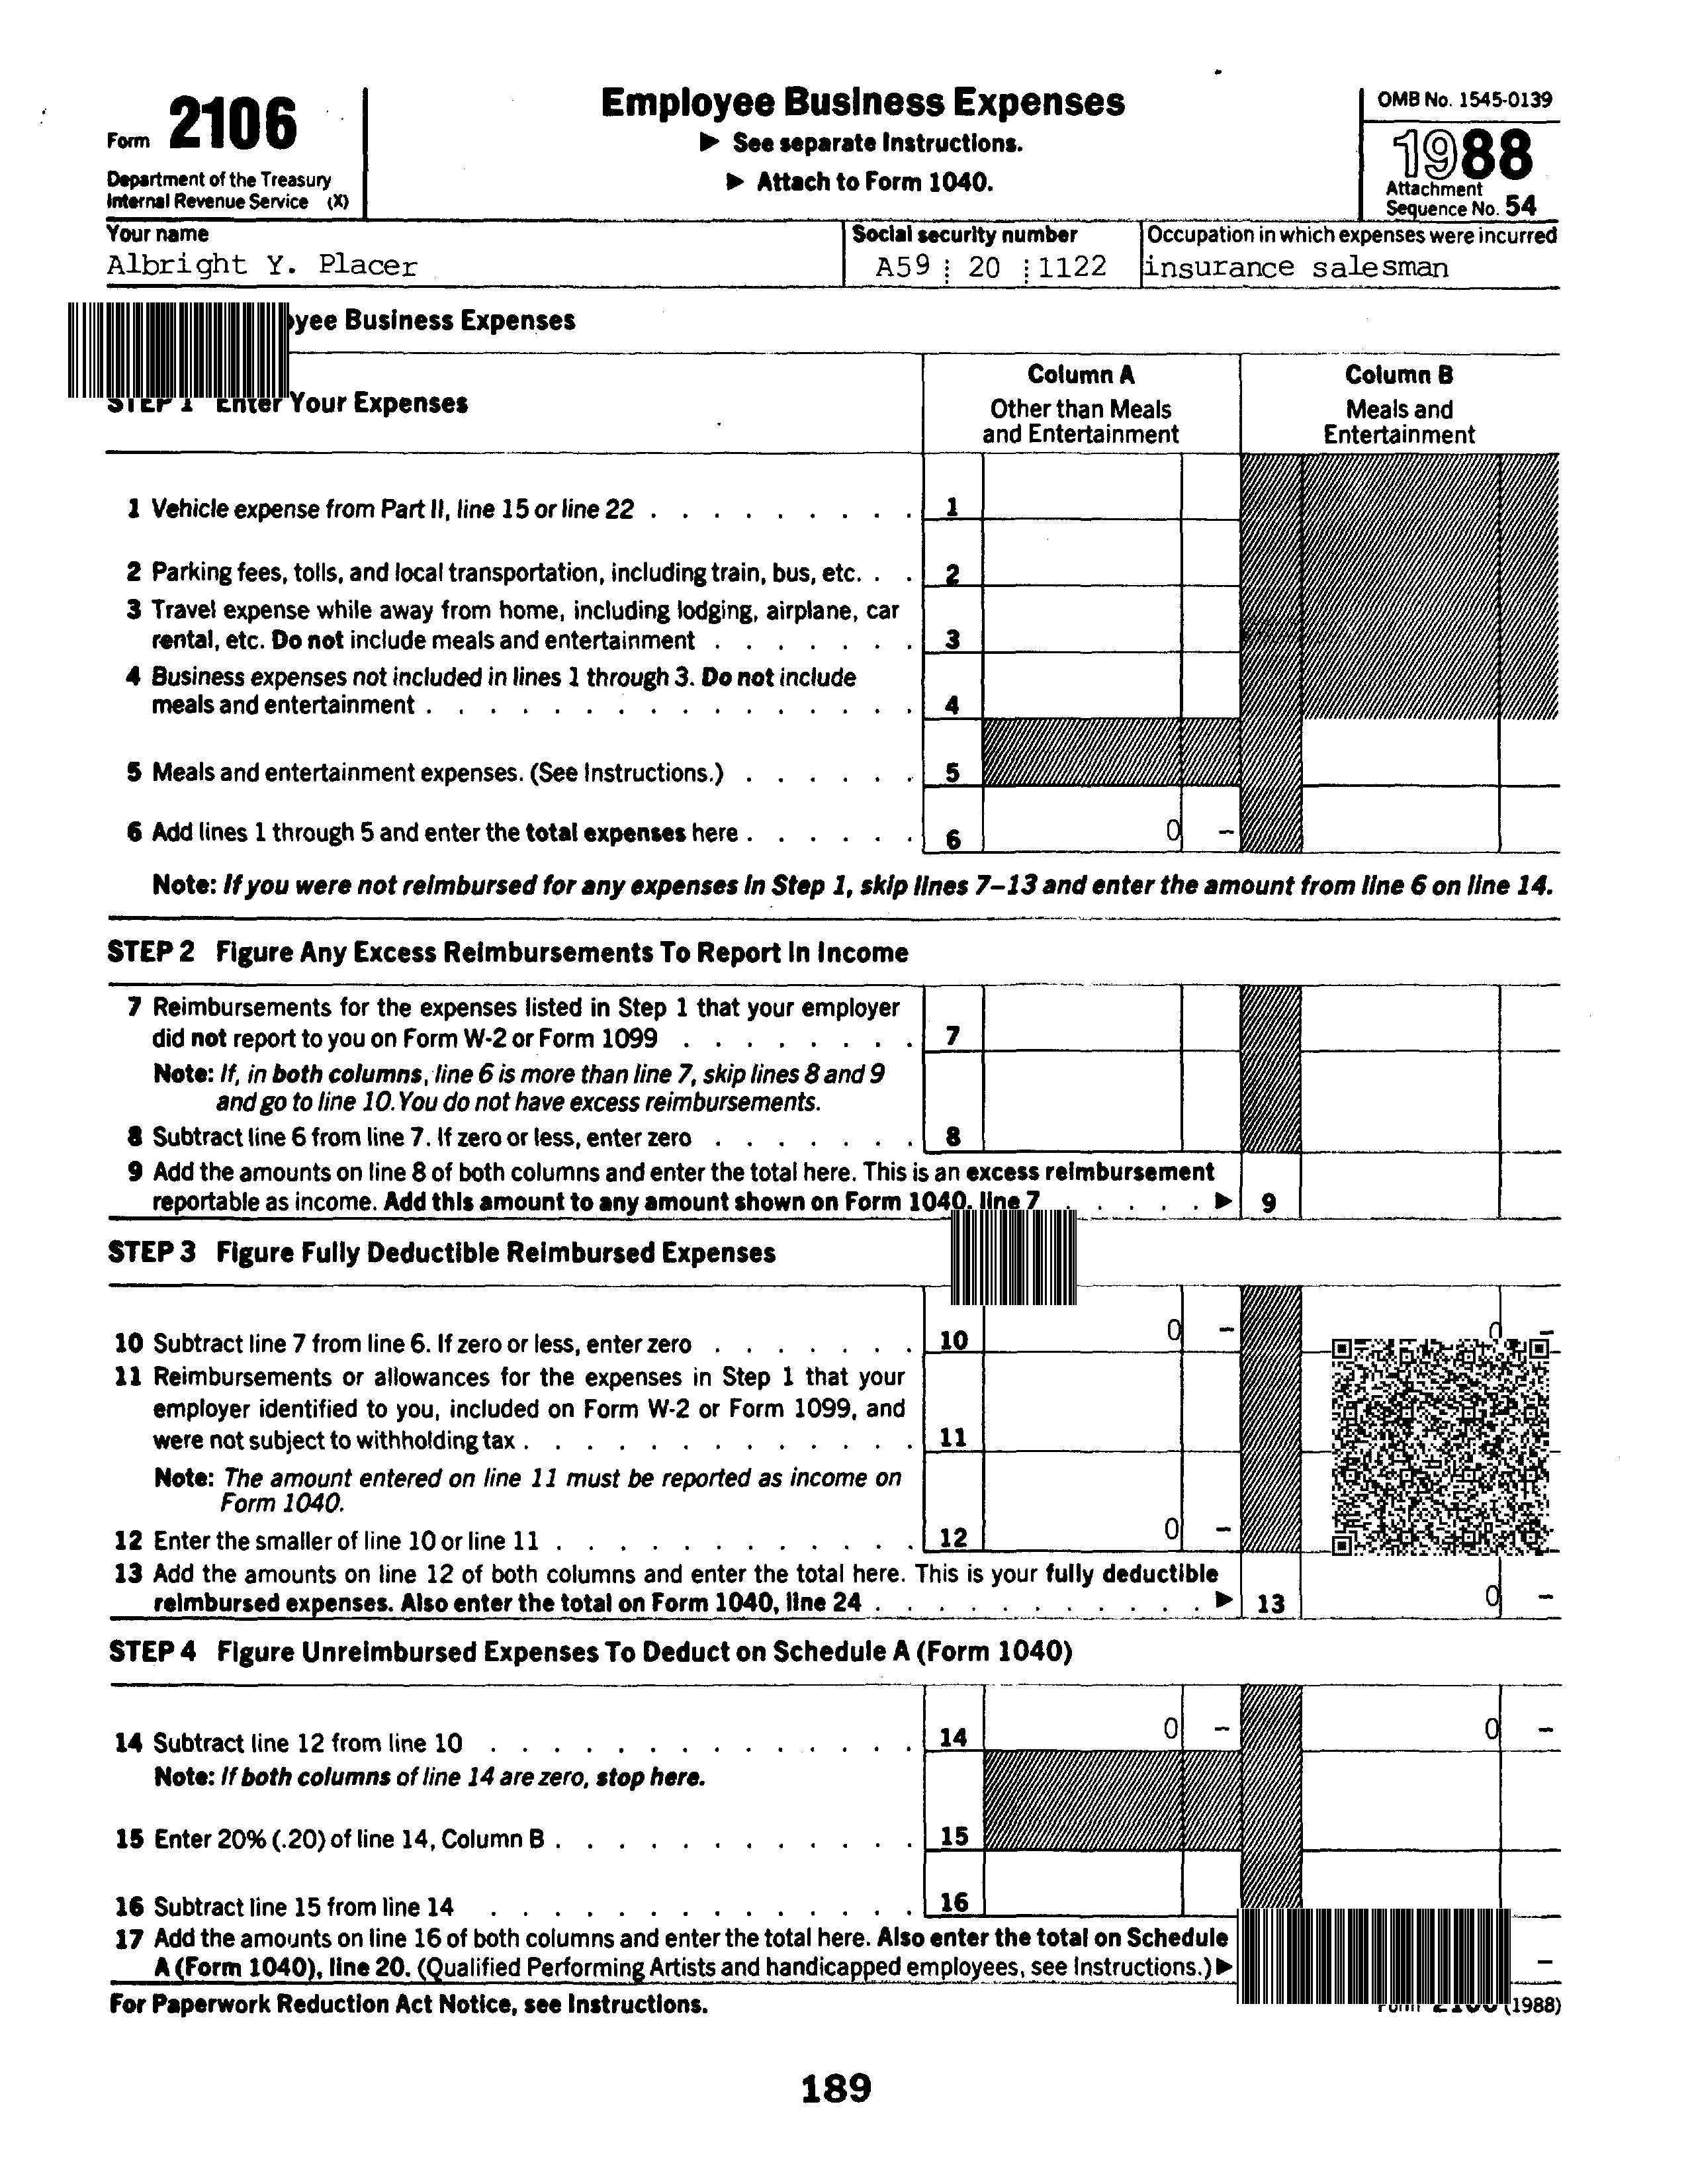 Form 2106
Department of the Treasury
Internal Revenue Service (X)
Employee Business Expenses
▶ See separate Instructions.
▶ Attach to Form 1040.
OMB No. 1545-0139
1988
Attachment
Sequence No. 54
Your name
Albright Y. Placer
Social security number
A59 20 1122
Occupation in which expenses were incurred
insurance salesman
yee Business Expenses
STEP 1 Enter Your Expenses
Column A
Other than Meals
and Entertainment
Column B
Meals and
Entertainment
1 Vehicle expense from Part II, line 15 or line 22 . . . . . . . . . 1
2 Parking fees, tolls, and local transportation, including train, bus, etc. . . 2
3 Travel expense while away from home, including lodging, airplane, car
rental, etc. Do not include meals and entertainment . . . . . . . 3
4 Business expenses not included in lines 1 through 3. Do not include
meals and entertainment . . . . . . . . . . . . . . . . 4
5 Meals and entertainment expenses. (See Instructions.) . . . . . . 5
6 Add lines 1 through 5 and enter the total expenses here . . . . . . 6 0 –
Note: If you were not reimbursed for any expenses in Step 1, skip lines 7–13 and enter the amount from line 6 on line 14.
STEP 2 Figure Any Excess Reimbursements To Report In Income
7 Reimbursements for the expenses listed in Step 1 that your employer
did not report to you on Form W-2 or Form 1099 . . . . . . . . 7
Note: If, in both columns, line 6 is more than line 7, skip lines 8 and 9
and go to line 10. You do not have excess reimbursements.
8 Subtract line 6 from line 7. If zero or less, enter zero . . . . . . . 8
9 Add the amounts on line 8 of both columns and enter the total here. This is an excess reimbursement
reportable as income. Add this amount to any amount shown on Form 1040, line 7 . . . . . ▶ 9
STEP 3 Figure Fully Deductible Reimbursed Expenses
10 Subtract line 7 from line 6. If zero or less, enter zero . . . . . . . 10 0 – 0 –
11 Reimbursements or allowances for the expenses in Step 1 that your
employer identified to you, included on Form W-2 or Form 1099, and
were not subject to withholding tax . . . . . . . . . . . . . 11
Note: The amount entered on line 11 must be reported as income on
Form 1040.
12 Enter the smaller of line 10 or line 11 . . . . . . . . . . . . 12 0 –
13 Add the amounts on line 12 of both columns and enter the total here. This is your fully deductible
reimbursed expenses. Also enter the total on Form 1040, line 24 . . . . . . . . . . . ▶ 13 0 –
STEP 4 Figure Unreimbursed Expenses To Deduct on Schedule A (Form 1040)
14 Subtract line 12 from line 10 . . . . . . . . . . . . . . 14 0 – 0 –
Note: If both columns of line 14 are zero, stop here.
15 Enter 20% (.20) of line 14, Column B . . . . . . . . . . . . 15
16 Subtract line 15 from line 14 . . . . . . . . . . . . . . 16
17 Add the amounts on line 16 of both columns and enter the total here. Also enter the total on Schedule
A (Form 1040), line 20. (Qualified Performing Artists and handicapped employees, see Instructions.) ▶ –
For Paperwork Reduction Act Notice, see Instructions.
Form 2106 (1988)
189